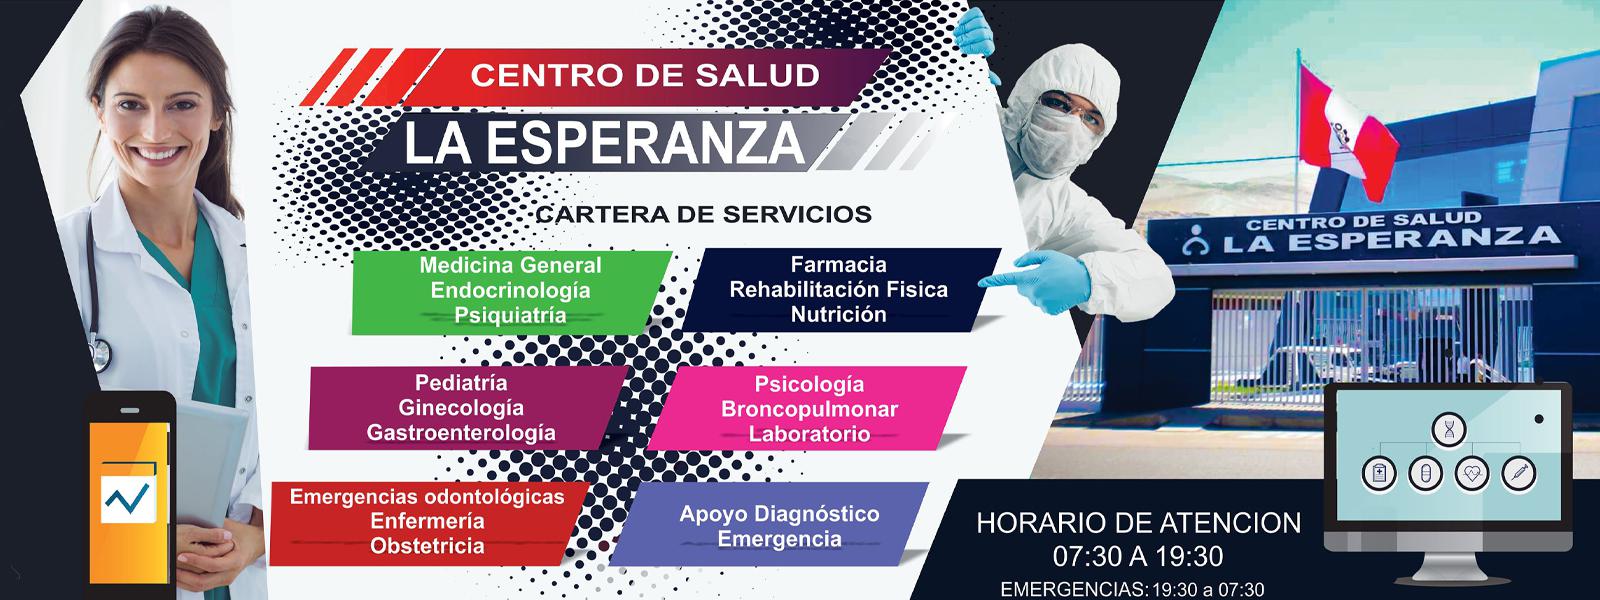 CENTRO DE SALUD
LA ESPERANZA
CARTERA DE SERVICIOS
Medicina General
Endocrinología
Psiquiatría
Farmacia
Rehabilitación Fisica
Nutrición
Pediatría
Ginecología
Gastroenterología
Psicología
Broncopulmonar
Laboratorio
Emergencias odontológicas
Enfermería
Obstetricia
Apoyo Diagnóstico
Emergencia
CENTRO DE SALUD
LA ESPERANZA
HORARIO DE ATENCION
07:30 A 19:30
EMERGENCIAS: 19:30 a 07:30